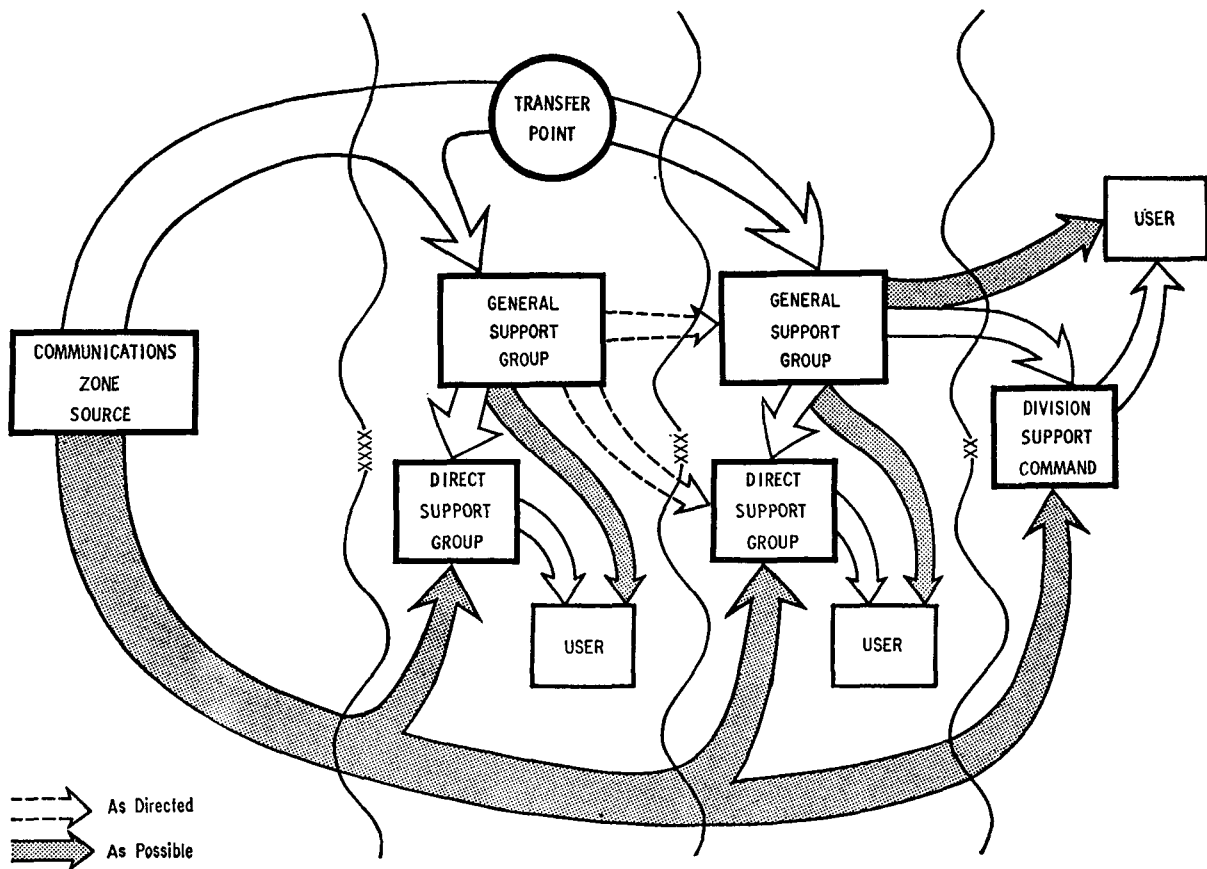 TRANSFER
POINT
USER
GENERAL
SUPPORT
GROUP
GENERAL
SUPPORT
GROUP
COMMUNICATIONS
ZONE
SOURCE
DIVISION
SUPPORT
COMMAND
XXXX
XXX
XX
DIRECT
SUPPORT
GROUP
DIRECT
SUPPORT
GROUP
USER
USER
As Directed
As Possible